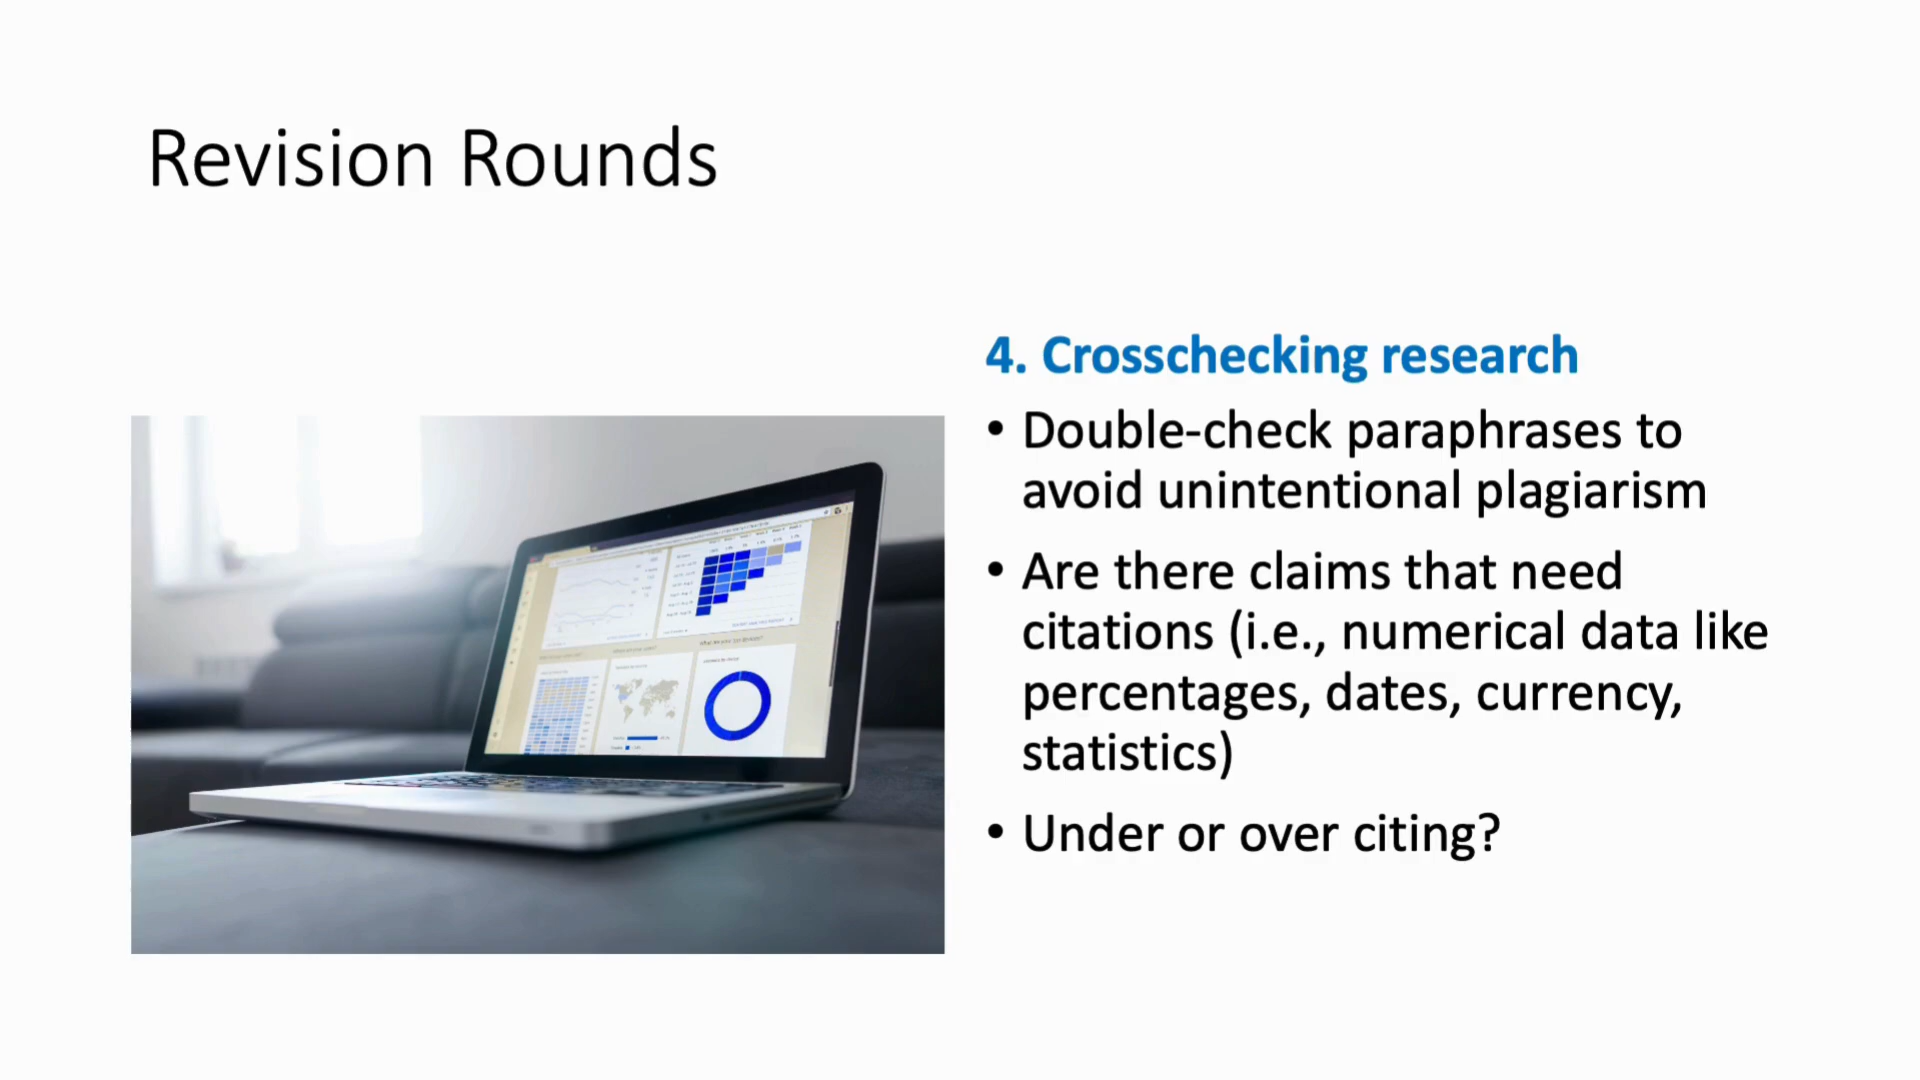 Revision Rounds
4. Crosschecking research
• Double-check paraphrases to
avoid unintentional plagiarism
• Are there claims that need
citations (i.e., numerical data like
percentages, dates, currency,
statistics)
• Under or over citing?